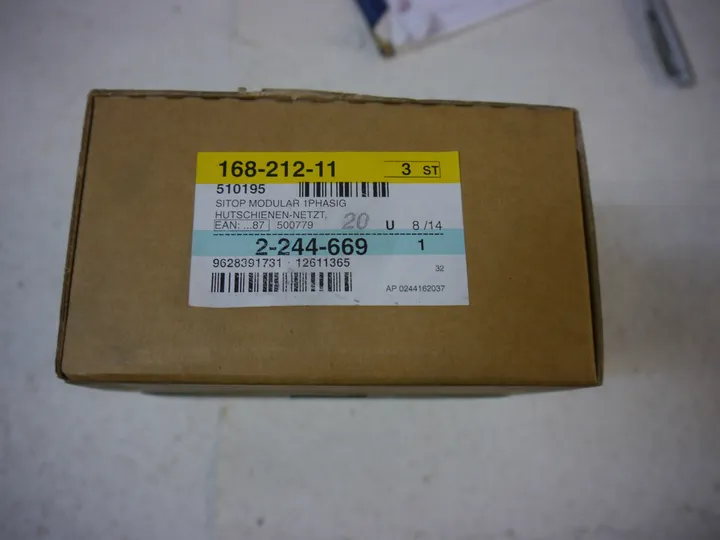 168-212-11 3 ST
510195
SITOP MODULAR 1PHASIG
HUTSCHIENEN-NETZT,
EAN: ...87 500779 20 U 8 /14
2-244-669 1
9628391731 12611365 32
AP 0244162037